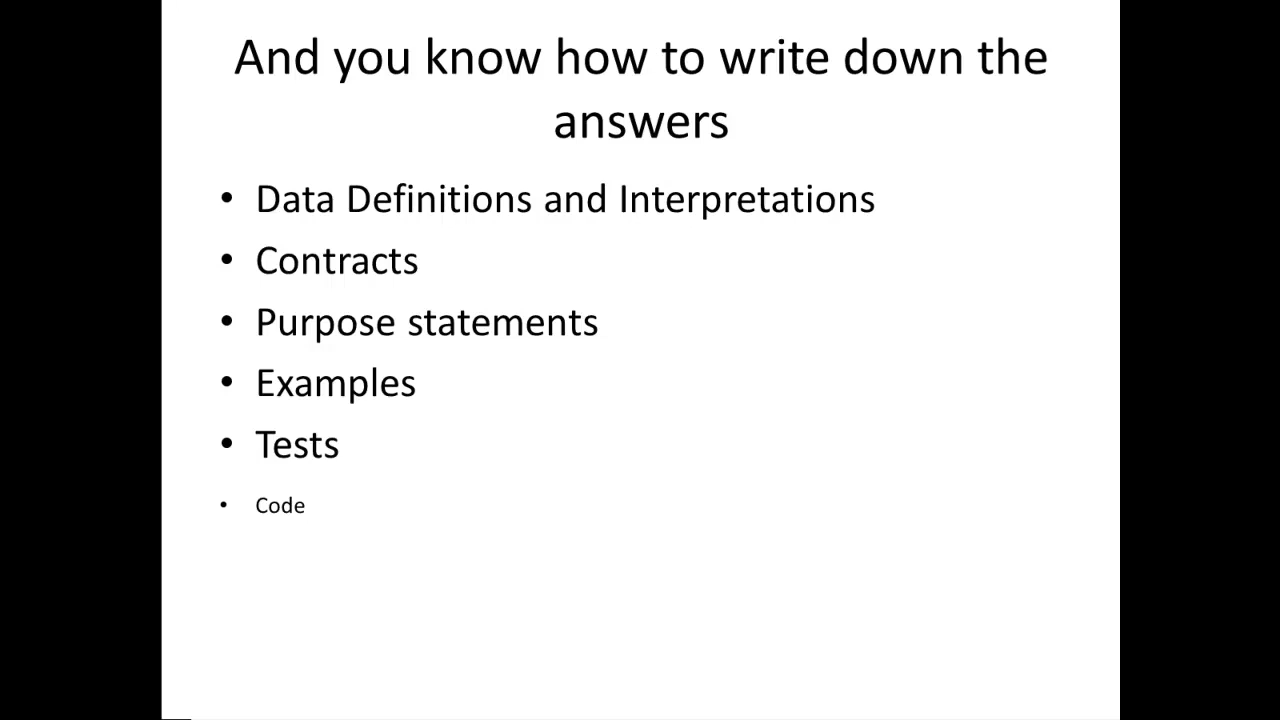 And you know how to write down the
answers
• Data Definitions and Interpretations
• Contracts
• Purpose statements
• Examples
• Tests
• Code